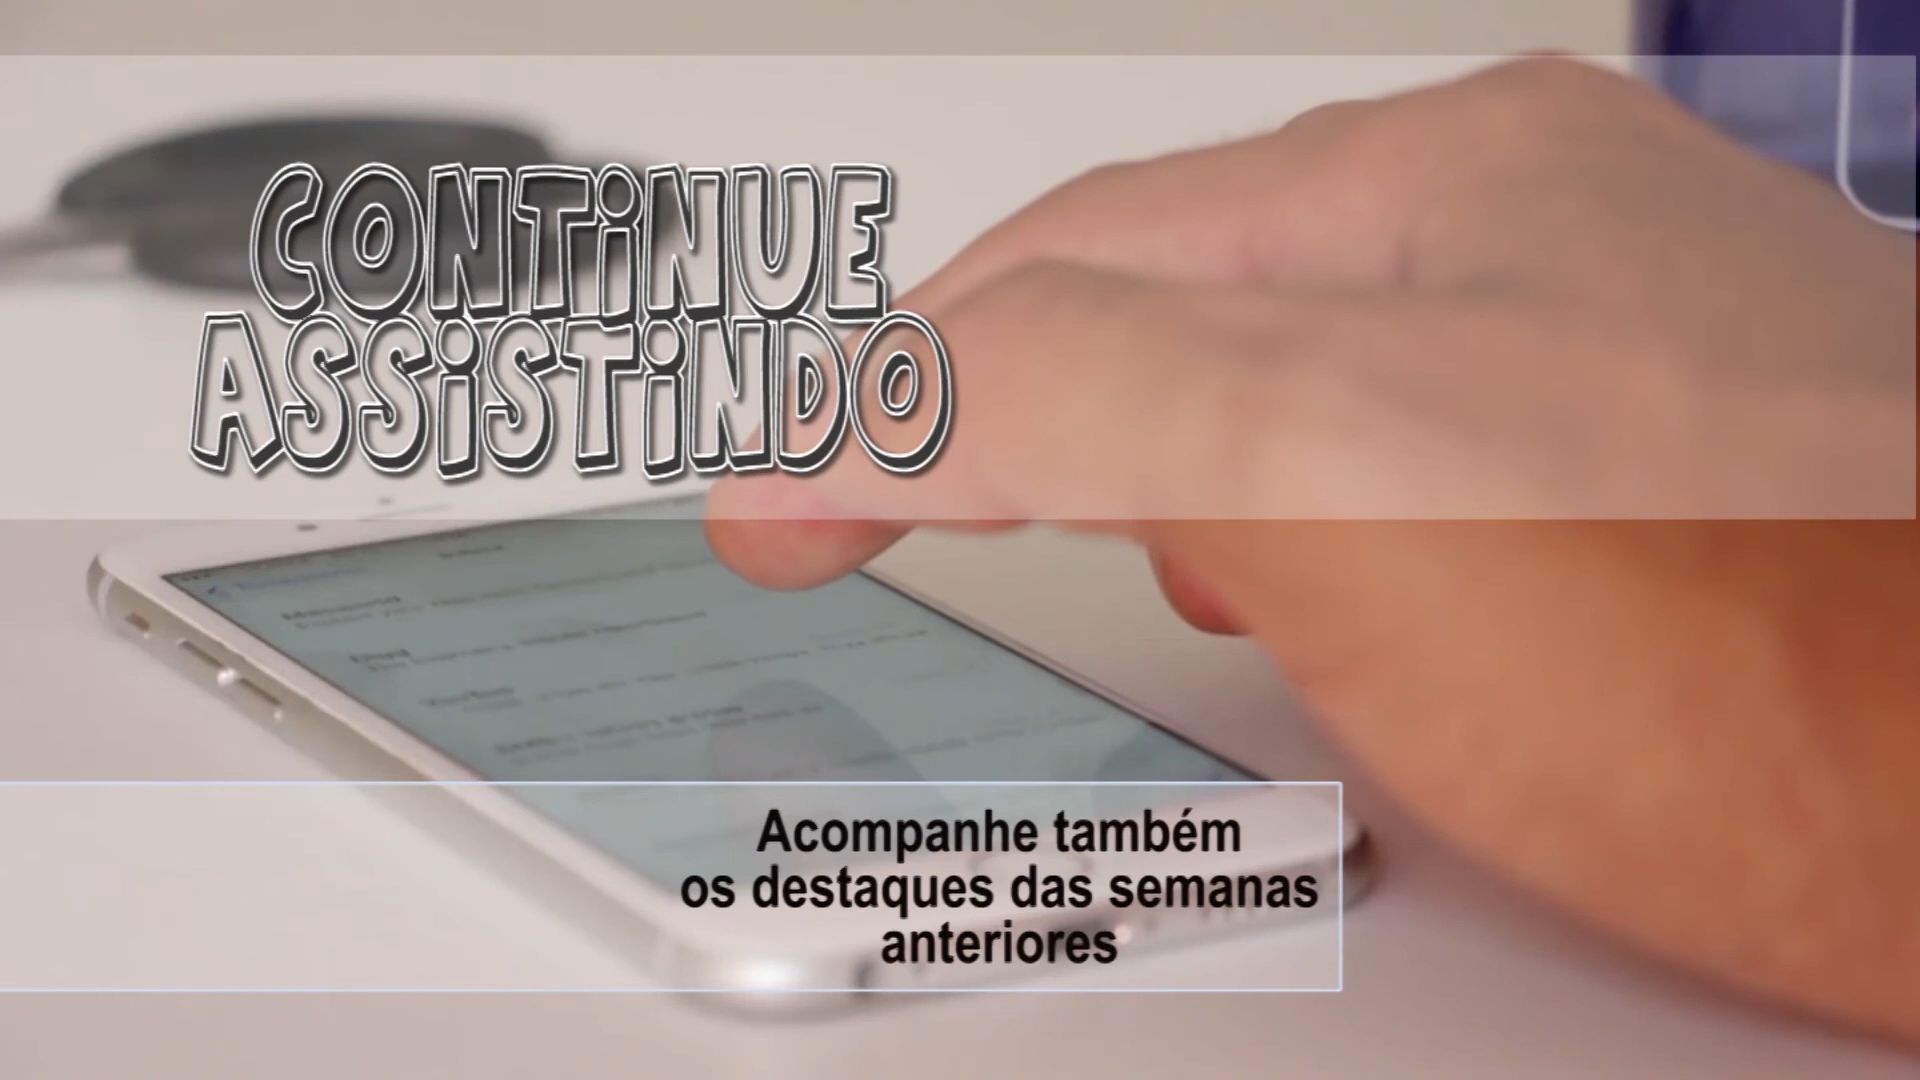 CONTiNUE
ASSiSTiNDO
Acompanhe também
os destaques das semanas
anteriores